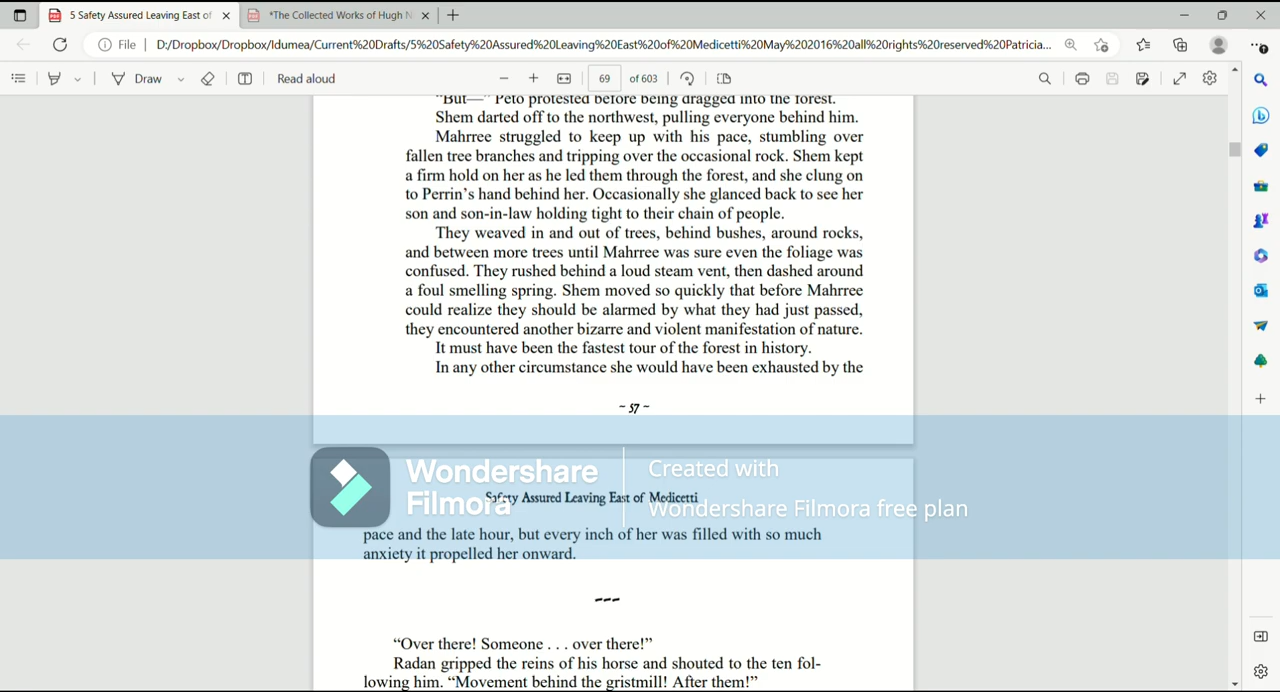 5 Safety Assured Leaving East of
*The Collected Works of Hugh N
File
D:/Dropbox/Dropbox/Idumea/Current%20Drafts/5%20Safety%20Assured%20Leaving%20East%20of%20Medicetti%20May%202016%20all%20rights%20reserved%20Patricia...
Draw
Read aloud
69 of 603
"But—" Peto protested before being dragged into the forest.
Shem darted off to the northwest, pulling everyone behind him.
Mahrree struggled to keep up with his pace, stumbling over
fallen tree branches and tripping over the occasional rock. Shem kept
a firm hold on her as he led them through the forest, and she clung on
to Perrin's hand behind her. Occasionally she glanced back to see her
son and son-in-law holding tight to their chain of people.
They weaved in and out of trees, behind bushes, around rocks,
and between more trees until Mahrree was sure even the foliage was
confused. They rushed behind a loud steam vent, then dashed around
a foul smelling spring. Shem moved so quickly that before Mahrree
could realize they should be alarmed by what they had just passed,
they encountered another bizarre and violent manifestation of nature.
It must have been the fastest tour of the forest in history.
In any other circumstance she would have been exhausted by the
~ 57 ~
Wondershare
Filmora
Created with
Wondershare Filmora free plan
Safety Assured Leaving East of Medicetti
pace and the late hour, but every inch of her was filled with so much
anxiety it propelled her onward.
~~~
"Over there! Someone . . . over there!"
Radan gripped the reins of his horse and shouted to the ten fol-
lowing him. "Movement behind the gristmill! After them!"